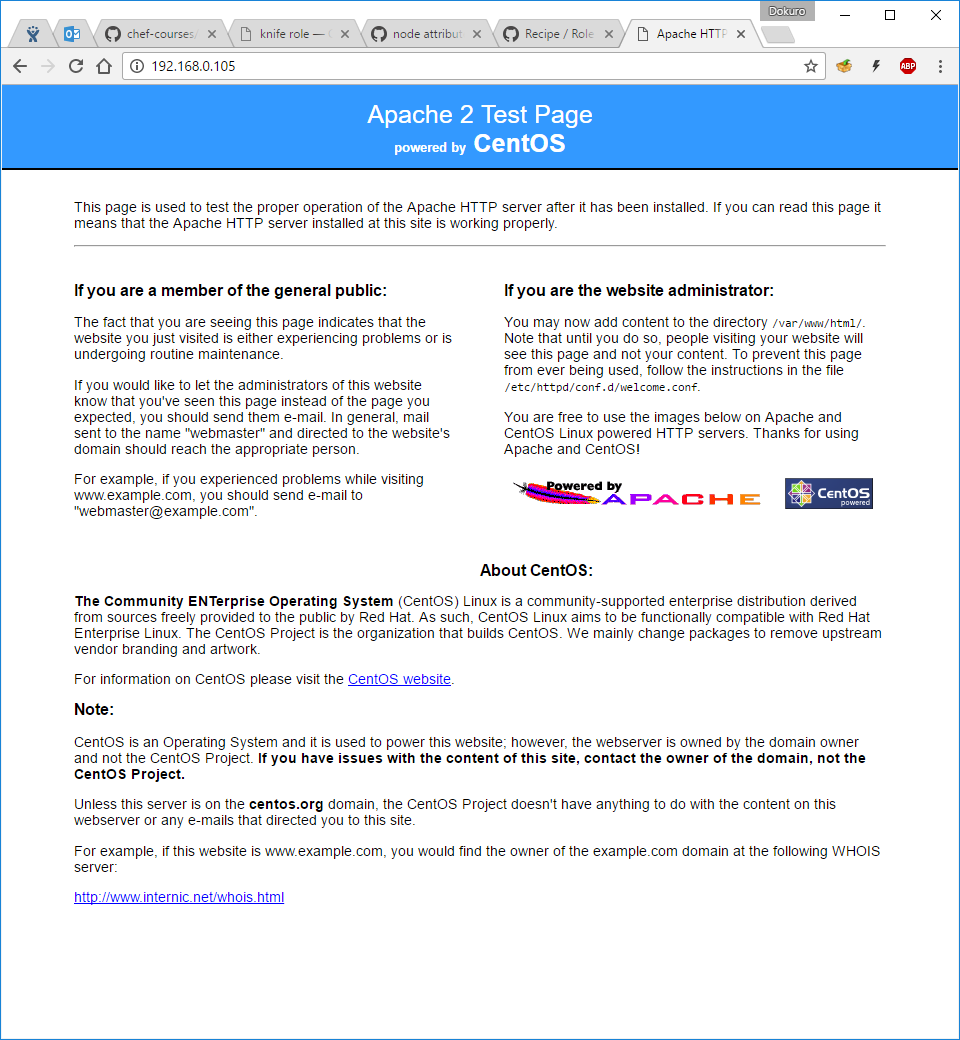 Dokuro
chef-courses/
knife role — C
node attribut
Recipe / Role
Apache HTTP
192.168.0.105
ABP
Apache 2 Test Page
powered by CentOS
This page is used to test the proper operation of the Apache HTTP server after it has been installed. If you can read this page it
means that the Apache HTTP server installed at this site is working properly.
If you are a member of the general public:
The fact that you are seeing this page indicates that the
website you just visited is either experiencing problems or is
undergoing routine maintenance.
If you would like to let the administrators of this website
know that you've seen this page instead of the page you
expected, you should send them e-mail. In general, mail
sent to the name "webmaster" and directed to the website's
domain should reach the appropriate person.
For example, if you experienced problems while visiting
www.example.com, you should send e-mail to
"webmaster@example.com".
If you are the website administrator:
You may now add content to the directory /var/www/html/.
Note that until you do so, people visiting your website will
see this page and not your content. To prevent this page
from ever being used, follow the instructions in the file
/etc/httpd/conf.d/welcome.conf.
You are free to use the images below on Apache and
CentOS Linux powered HTTP servers. Thanks for using
Apache and CentOS!
Powered by
APACHE
CentOS
powered
About CentOS:
The Community ENTerprise Operating System (CentOS) Linux is a community-supported enterprise distribution derived
from sources freely provided to the public by Red Hat. As such, CentOS Linux aims to be functionally compatible with Red Hat
Enterprise Linux. The CentOS Project is the organization that builds CentOS. We mainly change packages to remove upstream
vendor branding and artwork.
For information on CentOS please visit the CentOS website.
Note:
CentOS is an Operating System and it is used to power this website; however, the webserver is owned by the domain owner
and not the CentOS Project. If you have issues with the content of this site, contact the owner of the domain, not the
CentOS Project.
Unless this server is on the centos.org domain, the CentOS Project doesn't have anything to do with the content on this
webserver or any e-mails that directed you to this site.
For example, if this website is www.example.com, you would find the owner of the example.com domain at the following WHOIS
server:
http://www.internic.net/whois.html